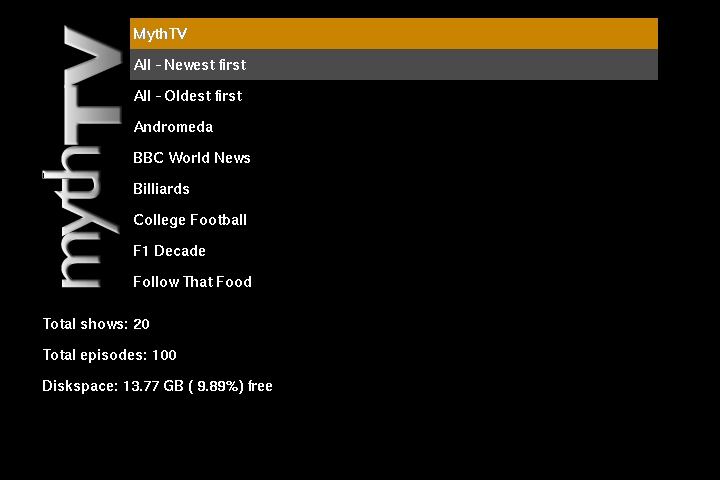 mythTV
MythTV
All - Newest first
All - Oldest first
Andromeda
BBC World News
Billiards
College Football
F1 Decade
Follow That Food
Total shows: 20
Total episodes: 100
Diskspace: 13.77 GB ( 9.89%) free